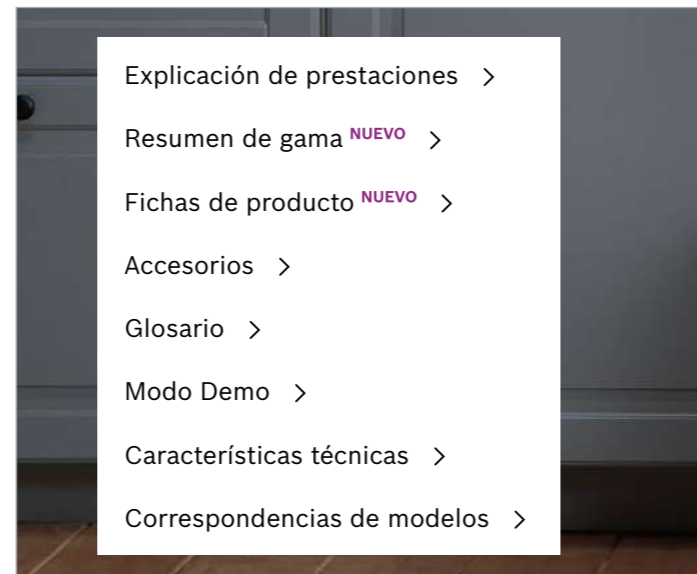 Explicación de prestaciones
Resumen de gama NUEVO
Fichas de producto NUEVO
Accesorios
Glosario
Modo Demo
Característícas técnicas
Correspondencias de modelos